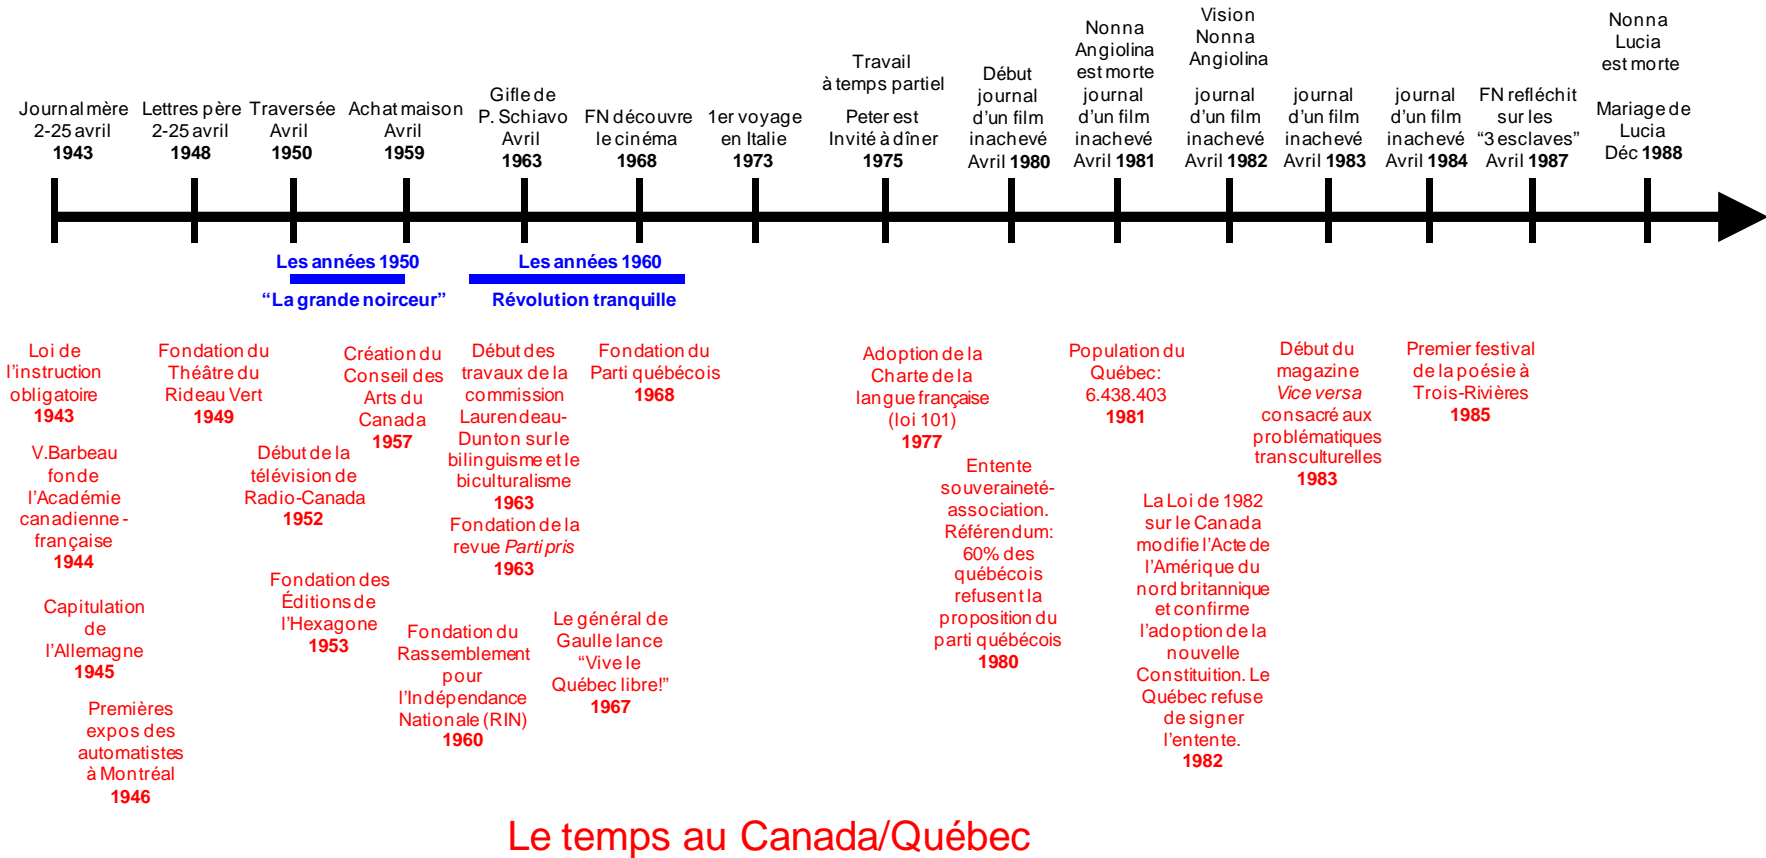 Journal mère
2-25 avril
1943
Lettres père
2-25 avril
1948
Traversée
Avril
1950
Achat maison
Avril
1959
Gifle de
P. Schiavo
Avril
1963
FN découvre
le cinéma
1968
1er voyage
en Italie
1973
Travail
à temps partiel
Peter est
Invité à dîner
1975
Début
journal
d'un film
inachevé
Avril 1980
Nonna
Angiolina
est morte
journal
d'un film
inachevé
Avril 1981
Vision
Nonna
Angiolina
journal
d'un film
inachevé
Avril 1982
journal
d'un film
inachevé
Avril 1983
journal
d'un film
inachevé
Avril 1984
FN refléchit
sur les
“3 esclaves”
Avril 1987
Nonna
Lucia
est morte
Mariage de
Lucia
Déc 1988
Les années 1950
“La grande noirceur”
Les années 1960
Révolution tranquille
Loi de
l'instruction
obligatoire
1943
V.Barbeau
fonde
l'Académie
canadienne-
française
1944
Capitulation
de
l'Allemagne
1945
Premières
expos des
automatistes
à Montréal
1946
Fondation du
Théâtre du
Rideau Vert
1949
Début de la
télévision de
Radio-Canada
1952
Fondation des
Éditions de
l'Hexagone
1953
Création du
Conseil des
Arts du
Canada
1957
Fondation du
Rassemblement
pour
l'Indépendance
Nationale (RIN)
1960
Début des
travaux de la
commission
Laurendeau-
Dunton sur le
bilinguisme et le
biculturalisme
1963
Fondation de la
revue Parti pris
1963
Le général de
Gaulle lance
“Vive le
Québec libre!”
1967
Fondation du
Parti québécois
1968
Adoption de la
Charte de la
langue française
(loi 101)
1977
Entente
souveraineté-
association.
Référendum:
60% des
québécois
refusent la
proposition du
parti québécois
1980
Population du
Québec:
6.438.403
1981
La Loi de 1982
sur le Canada
modifie l'Acte de
l'Amérique du
nord britannique
et confirme
l'adoption de la
nouvelle
Constituition. Le
Québec refuse
de signer
l'entente.
1982
Début du
magazine
Vice versa
consacré aux
problématiques
transculturelles
1983
Premier festival
de la poésie à
Trois-Rivières
1985
Le temps au Canada/Québec